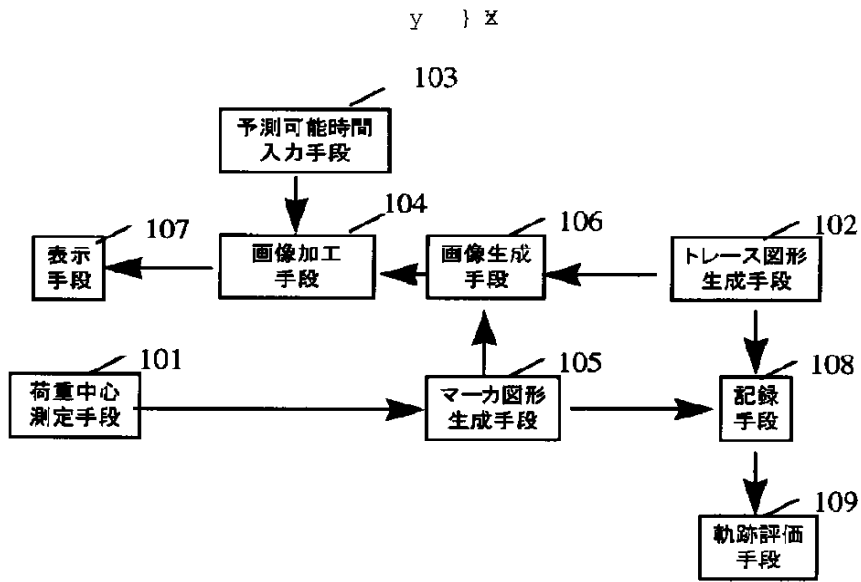 y }
103
予測可能時間
入力手段
104
画像加工
手段
107
表示
手段
106
画像生成
手段
102
トレース図形
生成手段
101
荷重中心
測定手段
105
マーカ図形
生成手段
108
記録
手段
109
軌跡評価
手段